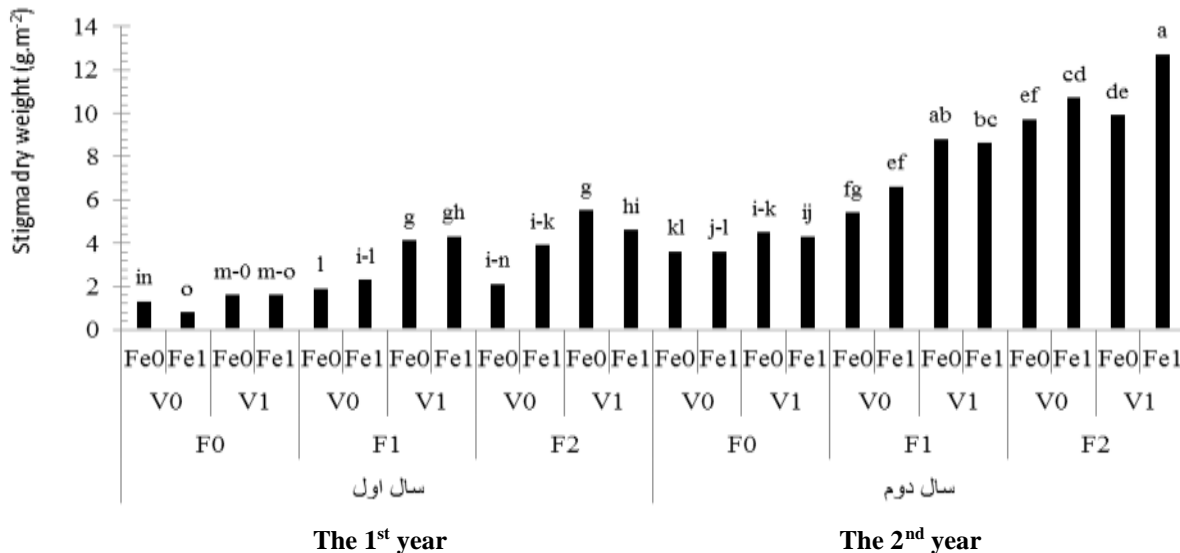 Stigma dry weight (g.m-2)
14
12
10
8
6
4
2
0
in o m-0 m-o l i-l g gh i-n i-k g hi kl j-l i-k ij fg ef ab bc ef cd de a
Fe0 Fe1 Fe0 Fe1 Fe0 Fe1 Fe0 Fe1 Fe0 Fe1 Fe0 Fe1 Fe0 Fe1 Fe0 Fe1 Fe0 Fe1 Fe0 Fe1 Fe0 Fe1 Fe0 Fe1
V0 V1 V0 V1 V0 V1 V0 V1 V0 V1 V0 V1
F0 F1 F2 F0 F1 F2
سال اول
سال دوم
The 1st year
The 2nd year